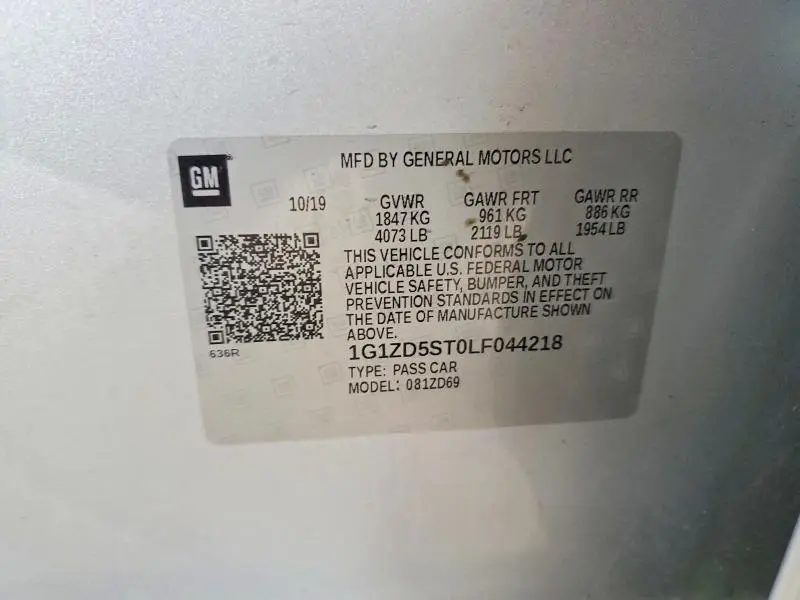 GM
MFD BY GENERAL MOTORS LLC
10/19 GVWR GAWR FRT GAWR RR
1847 KG 961 KG 886 KG
4073 LB 2119 LB 1954 LB
THIS VEHICLE CONFORMS TO ALL
APPLICABLE U.S. FEDERAL MOTOR
VEHICLE SAFETY, BUMPER, AND THEFT
PREVENTION STANDARDS IN EFFECT ON
THE DATE OF MANUFACTURE SHOWN
ABOVE.
636R
1G1ZD5ST0LF044218
TYPE: PASS CAR
MODEL: 081ZD69